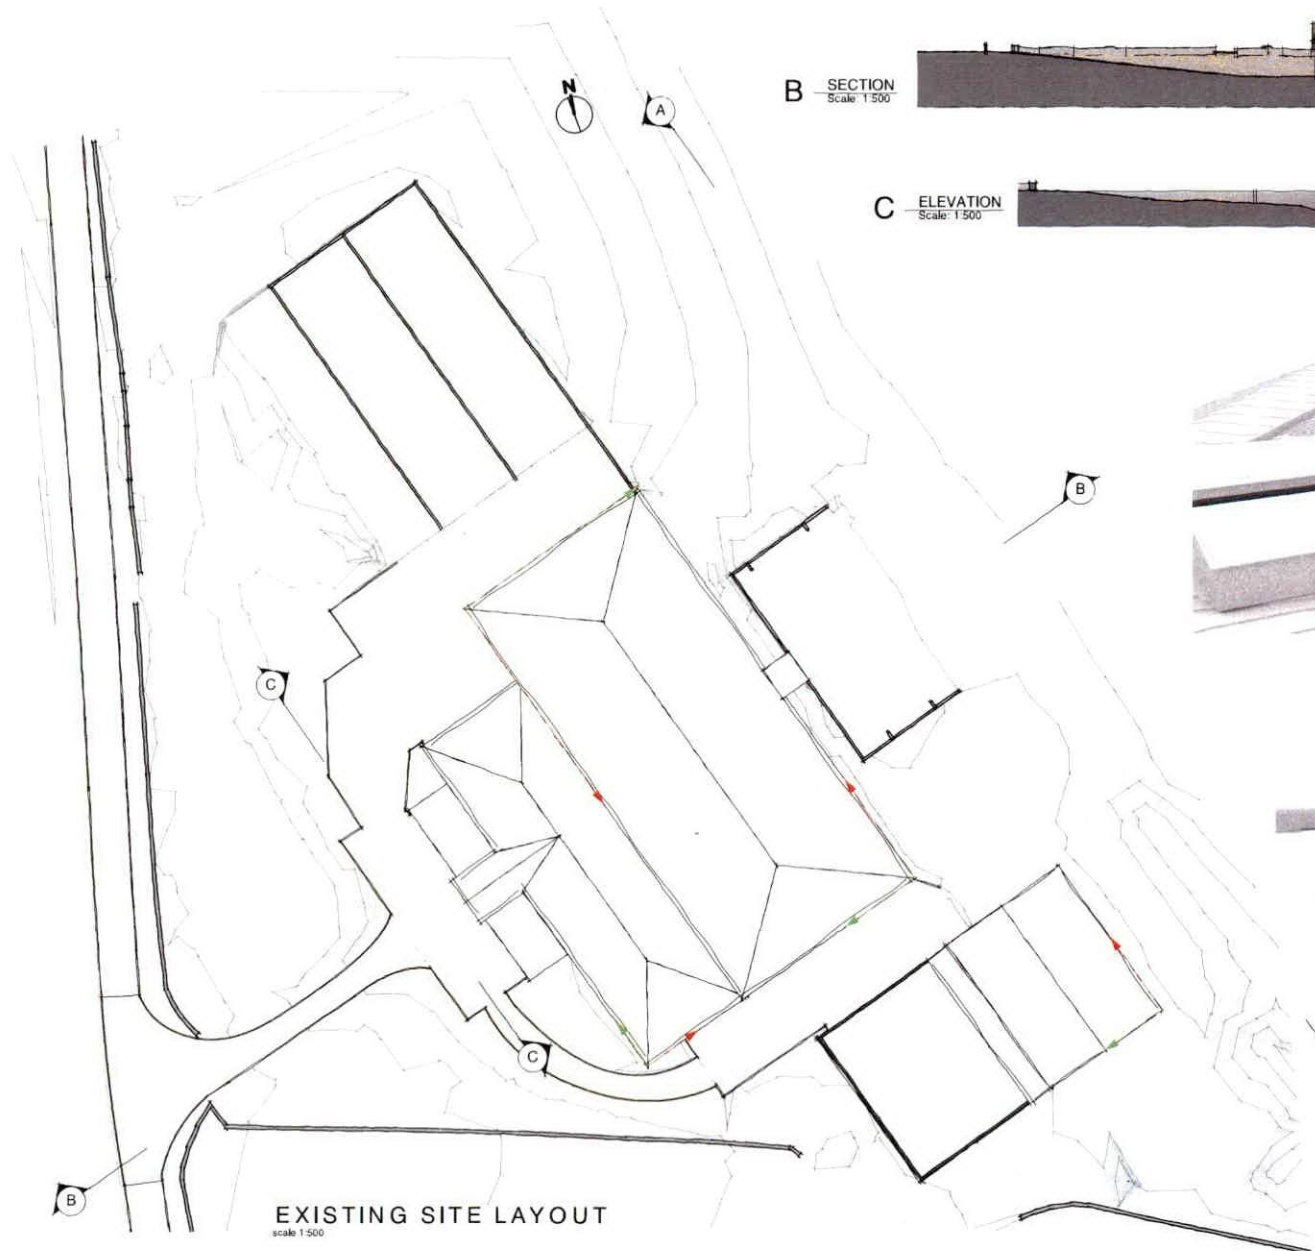 N
A
B SECTION
Scale: 1:500
C ELEVATION
Scale: 1:500
B
C
C
B
EXISTING SITE LAYOUT
scale 1:500